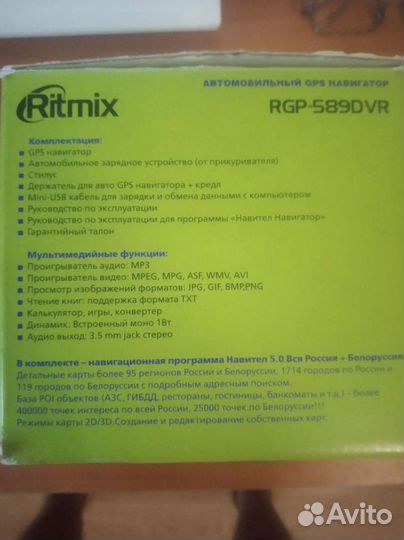 Ritmix
АВТОМОБИЛЬНЫЙ GPS НАВИГАТОР
RGP-589DVR
Комплектация:
GPS навигатор
Автомобильное зарядное устройство (от прикуривателя)
Стилус
Держатель для авто GPS навигатора + кредл
Mini-USB кабель для зарядки и обмена данными с компьютером
Руководство по эксплуатации
Руководство по эксплуатации для программы «Навител Навигатор»
Гарантийный талон
Мультимедийные функции:
Проигрыватель аудио: MP3
Проигрыватель видео: MPEG, MPG, ASF, WMV, AVI
Просмотр изображений форматов: JPG, GIF, BMP,PNG
Чтение книг: поддержка формата TXT
Калькулятор, игры, конвертер
Динамик: Встроенный моно 1Вт
Аудио выход: 3.5 mm jack стерео
В комплекте – навигационная программа Навител 5.0 Вся Россия + Белоруссия
Детальные карты более 95 регионов России и Белоруссии, 1714 городов по России и
119 городов по Белоруссии с подробным адресным поиском.
База POI объектов (АЗС, ГИБДД, рестораны, гостиницы, банкоматы и т.д.) - более
400000 точек интереса по всей России, 25000 точек по Белоруссии!!!
Режимы карты 2D/3D.Создание и редактирование собственных карт.
Avito